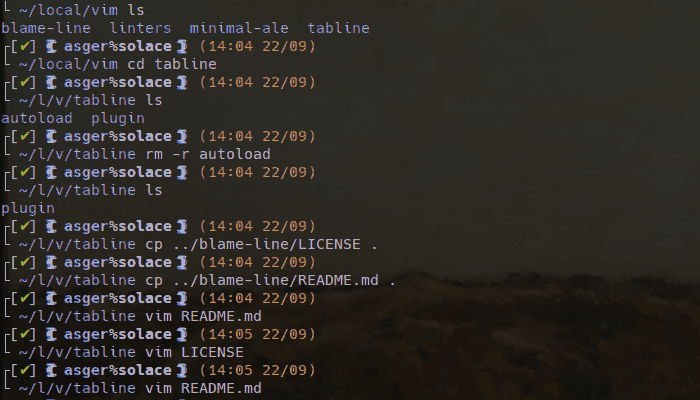 ~/local/vim ls
blame-line  linters  minimal-ale  tabline
[✔] asger%solace (14:04 22/09)
~/local/vim cd tabline
[✔] asger%solace (14:04 22/09)
~/l/v/tabline ls
autoload  plugin
[✔] asger%solace (14:04 22/09)
~/l/v/tabline rm -r autoload
[✔] asger%solace (14:04 22/09)
~/l/v/tabline ls
plugin
[✔] asger%solace (14:04 22/09)
~/l/v/tabline cp ../blame-line/LICENSE .
[✔] asger%solace (14:04 22/09)
~/l/v/tabline cp ../blame-line/README.md .
[✔] asger%solace (14:04 22/09)
~/l/v/tabline vim README.md
[✔] asger%solace (14:05 22/09)
~/l/v/tabline vim LICENSE
[✔] asger%solace (14:05 22/09)
~/l/v/tabline vim README.md